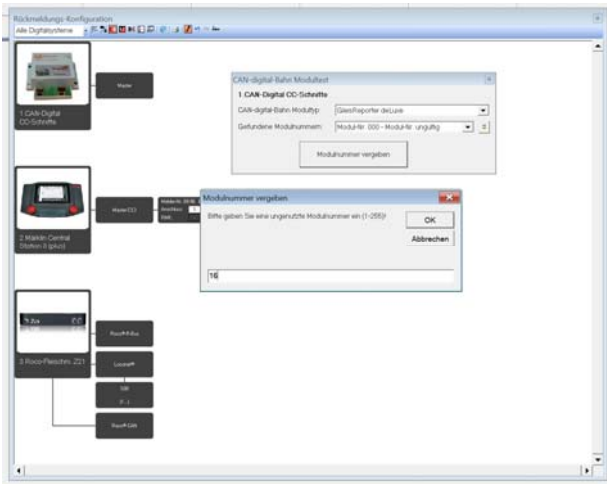 Rückmeldungs-Konfiguration
Alle Digitalsysteme
Master
1 CAN-Digital
CC-Schnitte
CAN-digital-Bahn Modultest
1 CAN-Digital CC-Schnitte
CAN-digital-Bahn Modultyp:
GleisReporter deLuxe
Gefundene Modulnummern:
Modul-Nr. 000 - Modul-Nr. ungültig
Modulnummer vergeben
Master
2 Märklin Central
Station II (plus)
Modulnummer vergeben
Bitte geben Sie eine ungenutzte Modulnummer ein (1-255)!
OK
Abbrechen
16
Roco® R-Bus
3 Roco-Fleischm. Z21
Loconet®
Roco® CAN